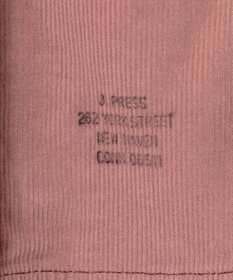 J. PRESS
262 YORK STREET
NEW HAVEN
CONN 06511